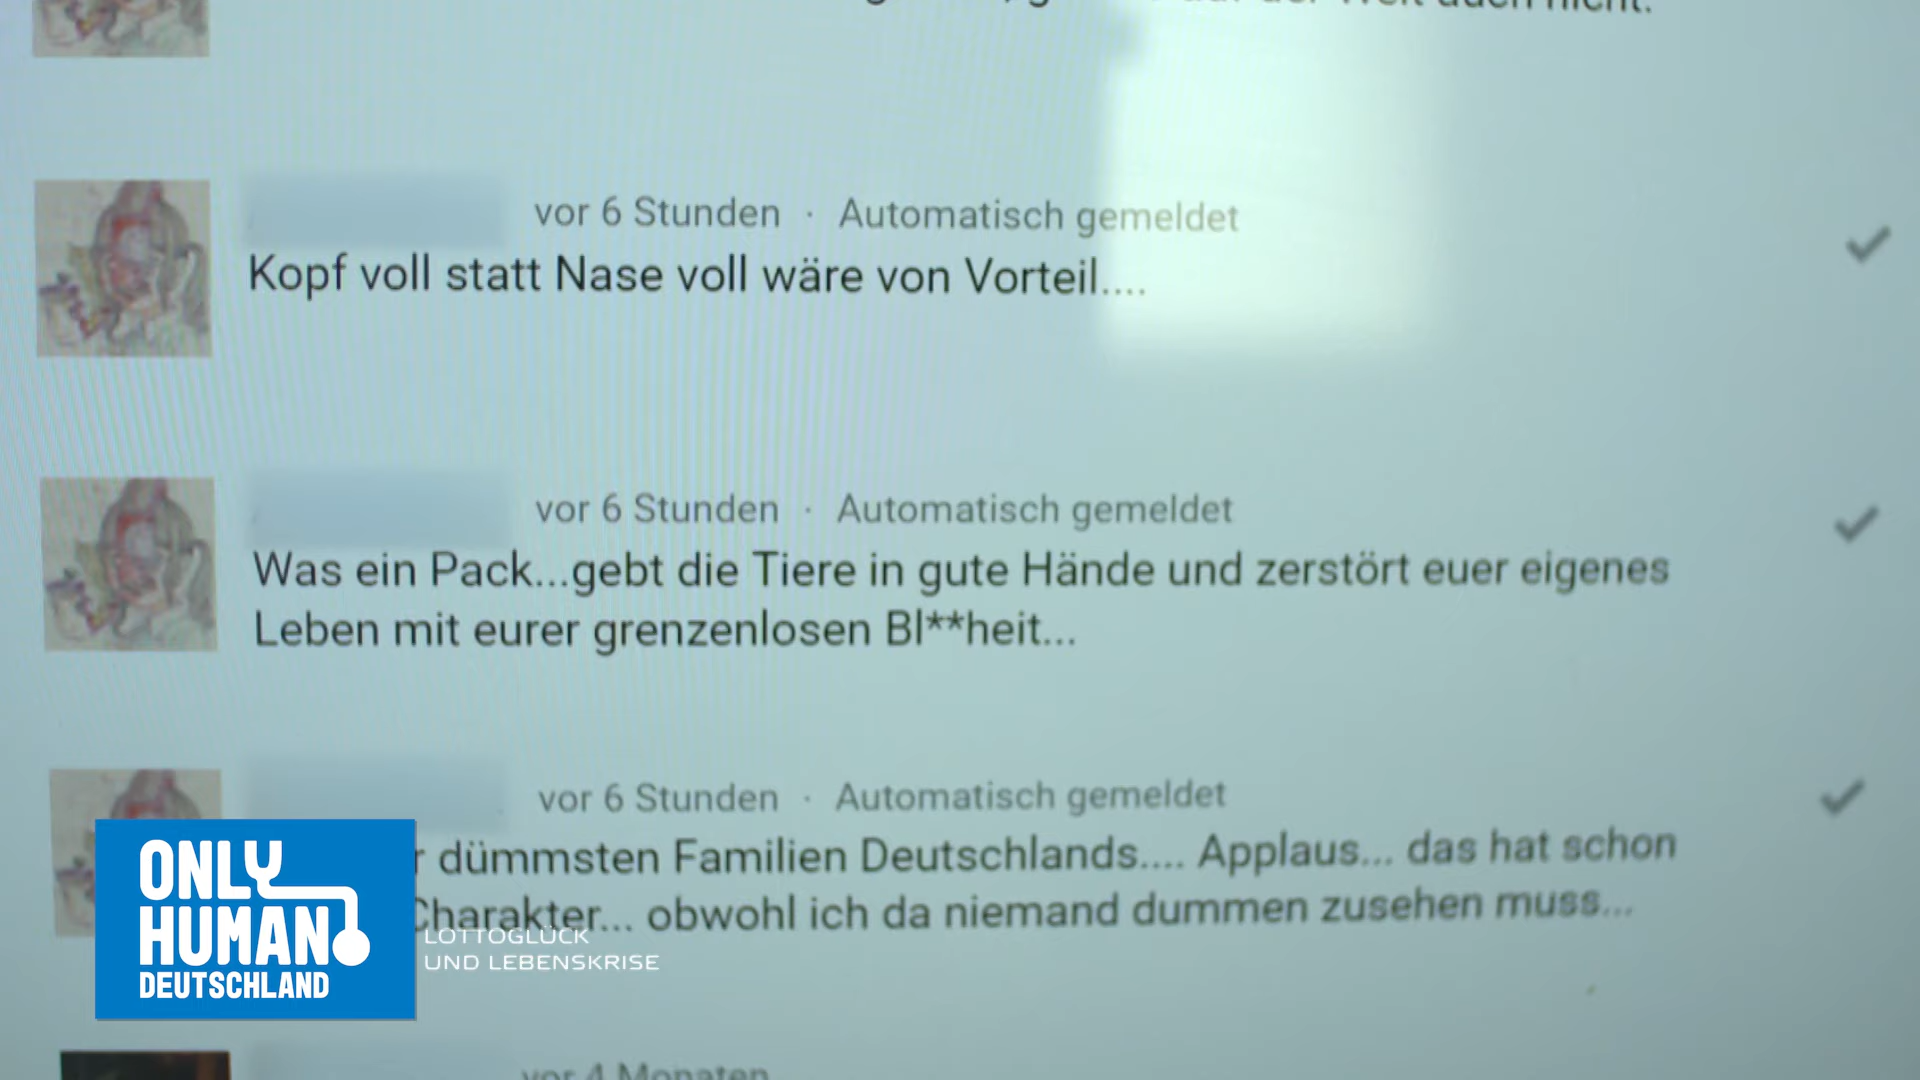 auch nicht.
vor 6 Stunden · Automatisch gemeldet
Kopf voll statt Nase voll wäre von Vorteil....
vor 6 Stunden · Automatisch gemeldet
Was ein Pack...gebt die Tiere in gute Hände und zerstört euer eigenes
Leben mit eurer grenzenlosen Bl**heit...
vor 6 Stunden · Automatisch gemeldet
r dümmsten Familien Deutschlands.... Applaus... das hat schon
Charakter... obwohl ich da niemand dummen zusehen muss...
ONLY
HUMAN
DEUTSCHLAND
LOTTOGLÜCK
UND LEBENSKRISE
vor 4 Monaten